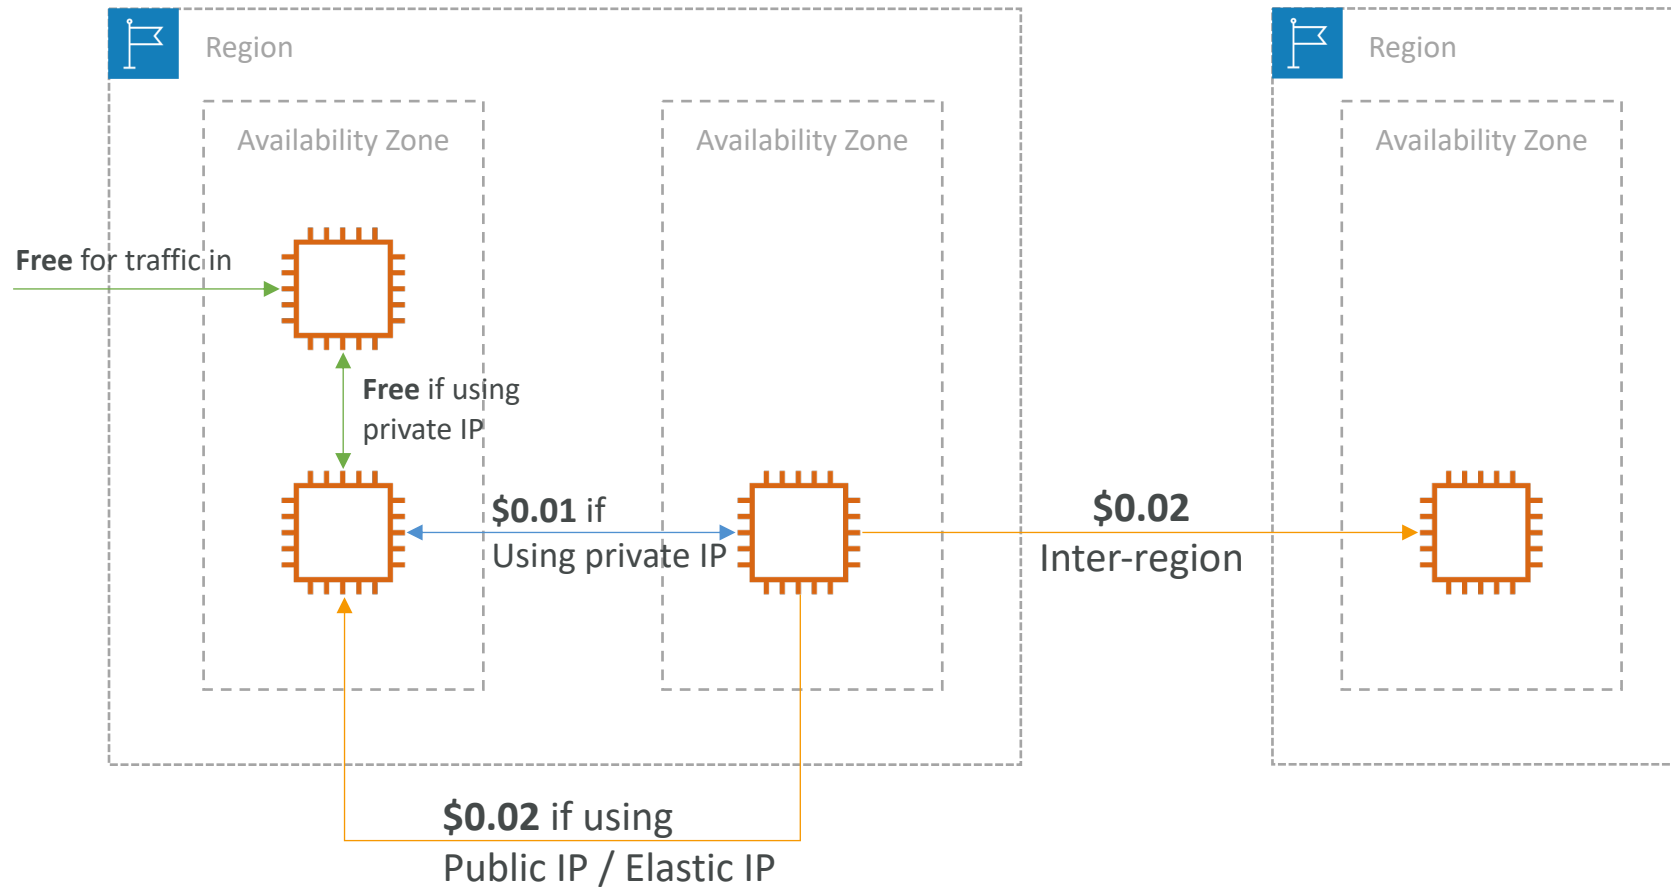 Region
Region
Availability Zone
Availability Zone
Availability Zone
Free for traffic in
Free if using
private IP
$0.01 if
Using private IP
$0.02
Inter-region
$0.02 if using
Public IP / Elastic IP